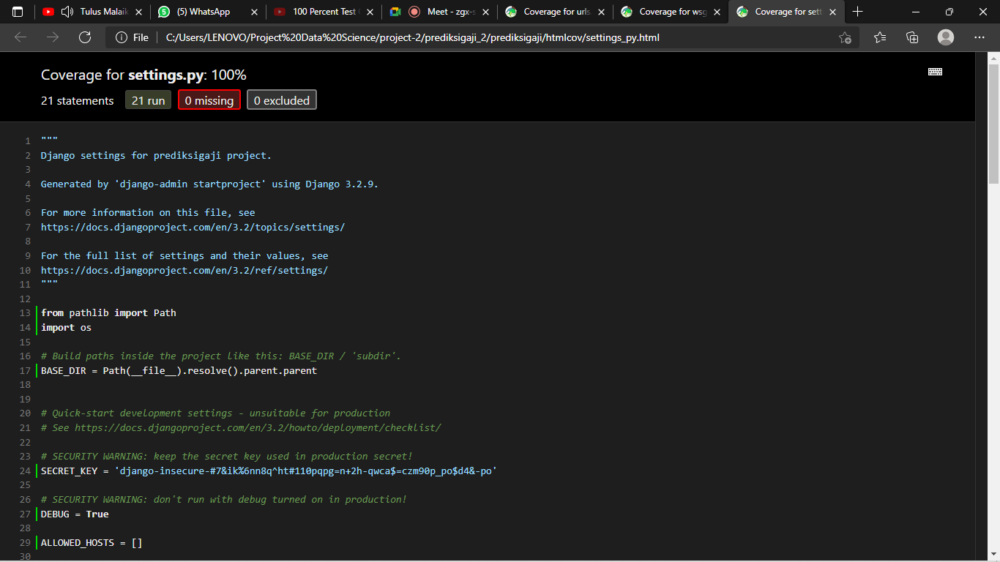 Tulus Malaik
(5) WhatsApp
100 Percent Test
Meet - zgx-s
Coverage for urls
Coverage for wsg
Coverage for sett
File
C:/Users/LENOVO/Project%20Data%20Science/project-2/prediksigaji_2/prediksigaji/htmlcov/settings_py.html
Coverage for settings.py: 100%
21 statements 21 run 0 missing 0 excluded
1 """
2 Django settings for prediksigaji project.
3
4 Generated by 'django-admin startproject' using Django 3.2.9.
5
6 For more information on this file, see
7 https://docs.djangoproject.com/en/3.2/topics/settings/
8
9 For the full list of settings and their values, see
10 https://docs.djangoproject.com/en/3.2/ref/settings/
11 """
12
13 from pathlib import Path
14 import os
15
16 # Build paths inside the project like this: BASE_DIR / 'subdir'.
17 BASE_DIR = Path(__file__).resolve().parent.parent
18
19
20 # Quick-start development settings - unsuitable for production
21 # See https://docs.djangoproject.com/en/3.2/howto/deployment/checklist/
22
23 # SECURITY WARNING: keep the secret key used in production secret!
24 SECRET_KEY = 'django-insecure-#7&ik%6nn8q^ht#110pqpg=n+2h-qwca$=czm90p_po$d4&-po'
25
26 # SECURITY WARNING: don't run with debug turned on in production!
27 DEBUG = True
28
29 ALLOWED_HOSTS = []
30